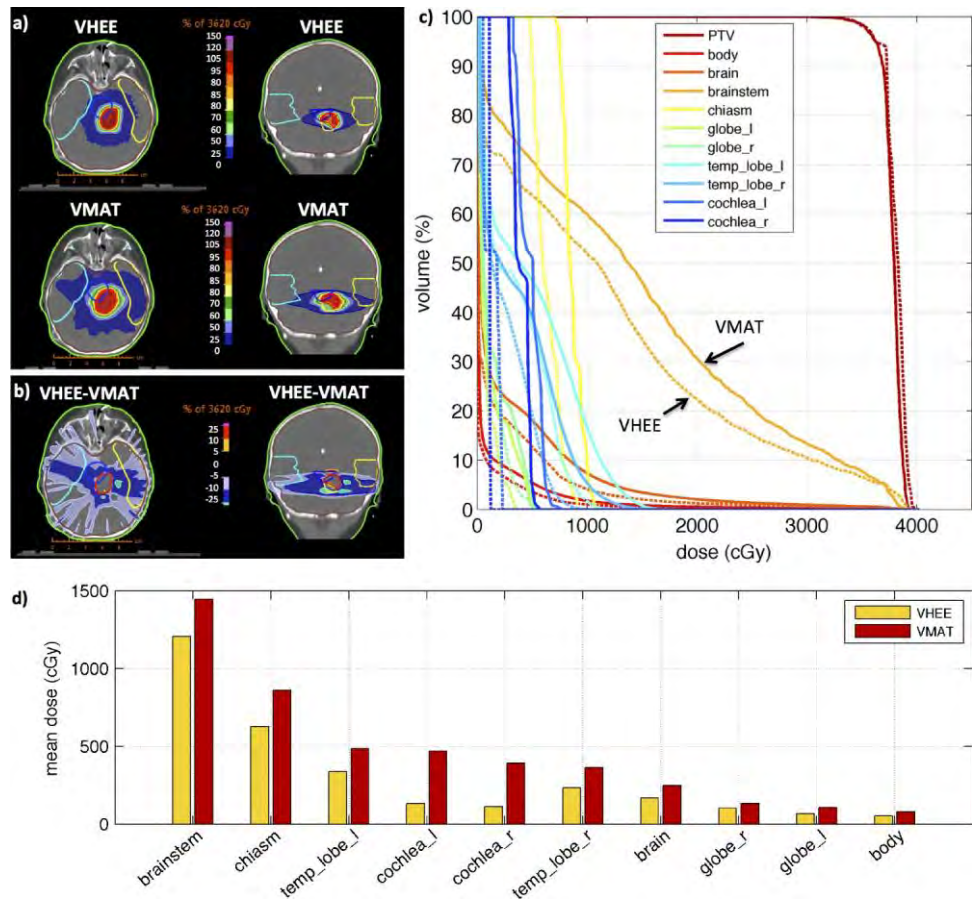 a)
VHEE
VHEE
% of 3620 cGy
150
120
105
95
90
85
80
70
60
50
25
0
VMAT
VMAT
% of 3620 cGy
150
120
105
95
90
85
80
70
60
50
25
0
b)
VHEE-VMAT
VHEE-VMAT
% of 3620 cGy
25
10
5
0
-5
-10
-25
c)
100
90
80
70
60
50
40
30
20
10
0
volume (%)
PTV
body
brain
brainstem
chiasm
globe_l
globe_r
temp_lobe_l
temp_lobe_r
cochlea_l
cochlea_r
VMAT
VHEE
0 1000 2000 3000 4000
dose (cGy)
d)
1500
1000
500
0
mean dose (cGy)
VHEE
VMAT
brainstem
chiasm
temp_lobe_l
cochlea_l
cochlea_r
temp_lobe_r
brain
globe_r
globe_l
body